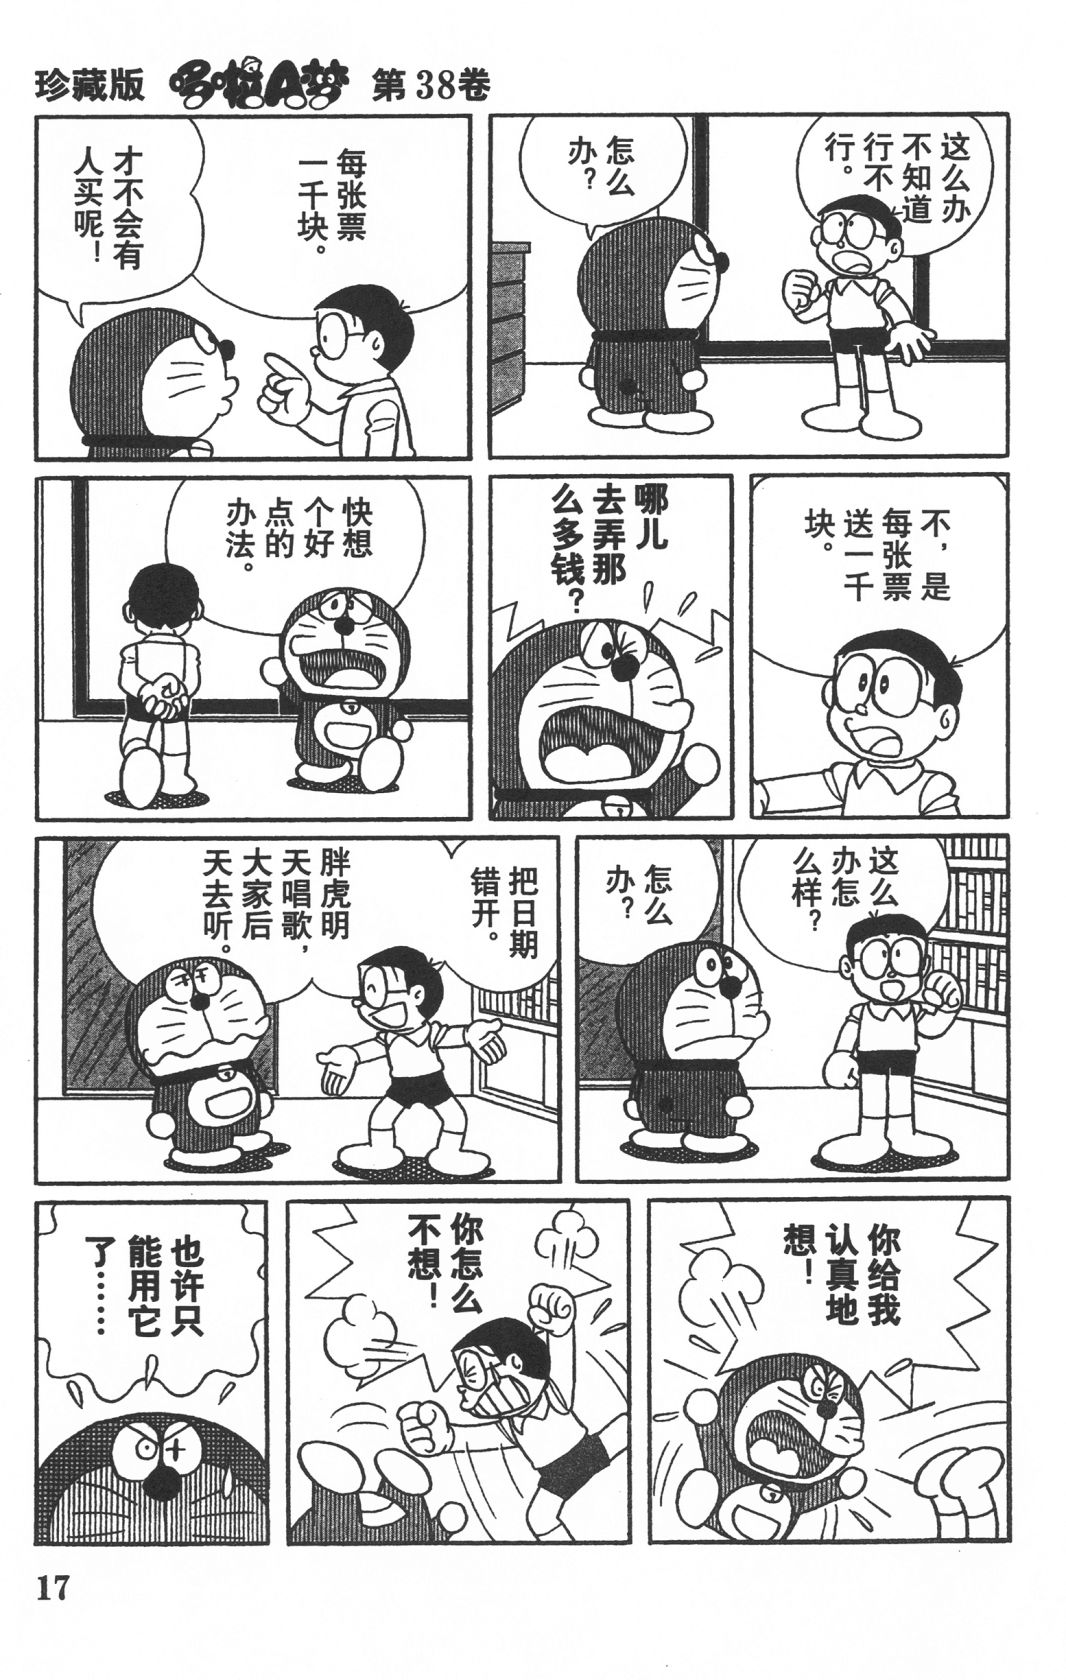 珍藏版 哆啦A梦 第38卷
这么办
不知道
行不
行。
怎么
办?
每张票
一千块。
才不会有
人买呢!
不，是
每张票
送一千
块。
哪儿
去弄那
么多钱?
快想
个好
点的
办法。
这么
办怎
么样?
怎么
办?
把日期
错开。
胖虎明
天唱歌，
大家后
天去听。
你给我
认真地
想!
你怎么
不想!
也许只
能用它
了……
17